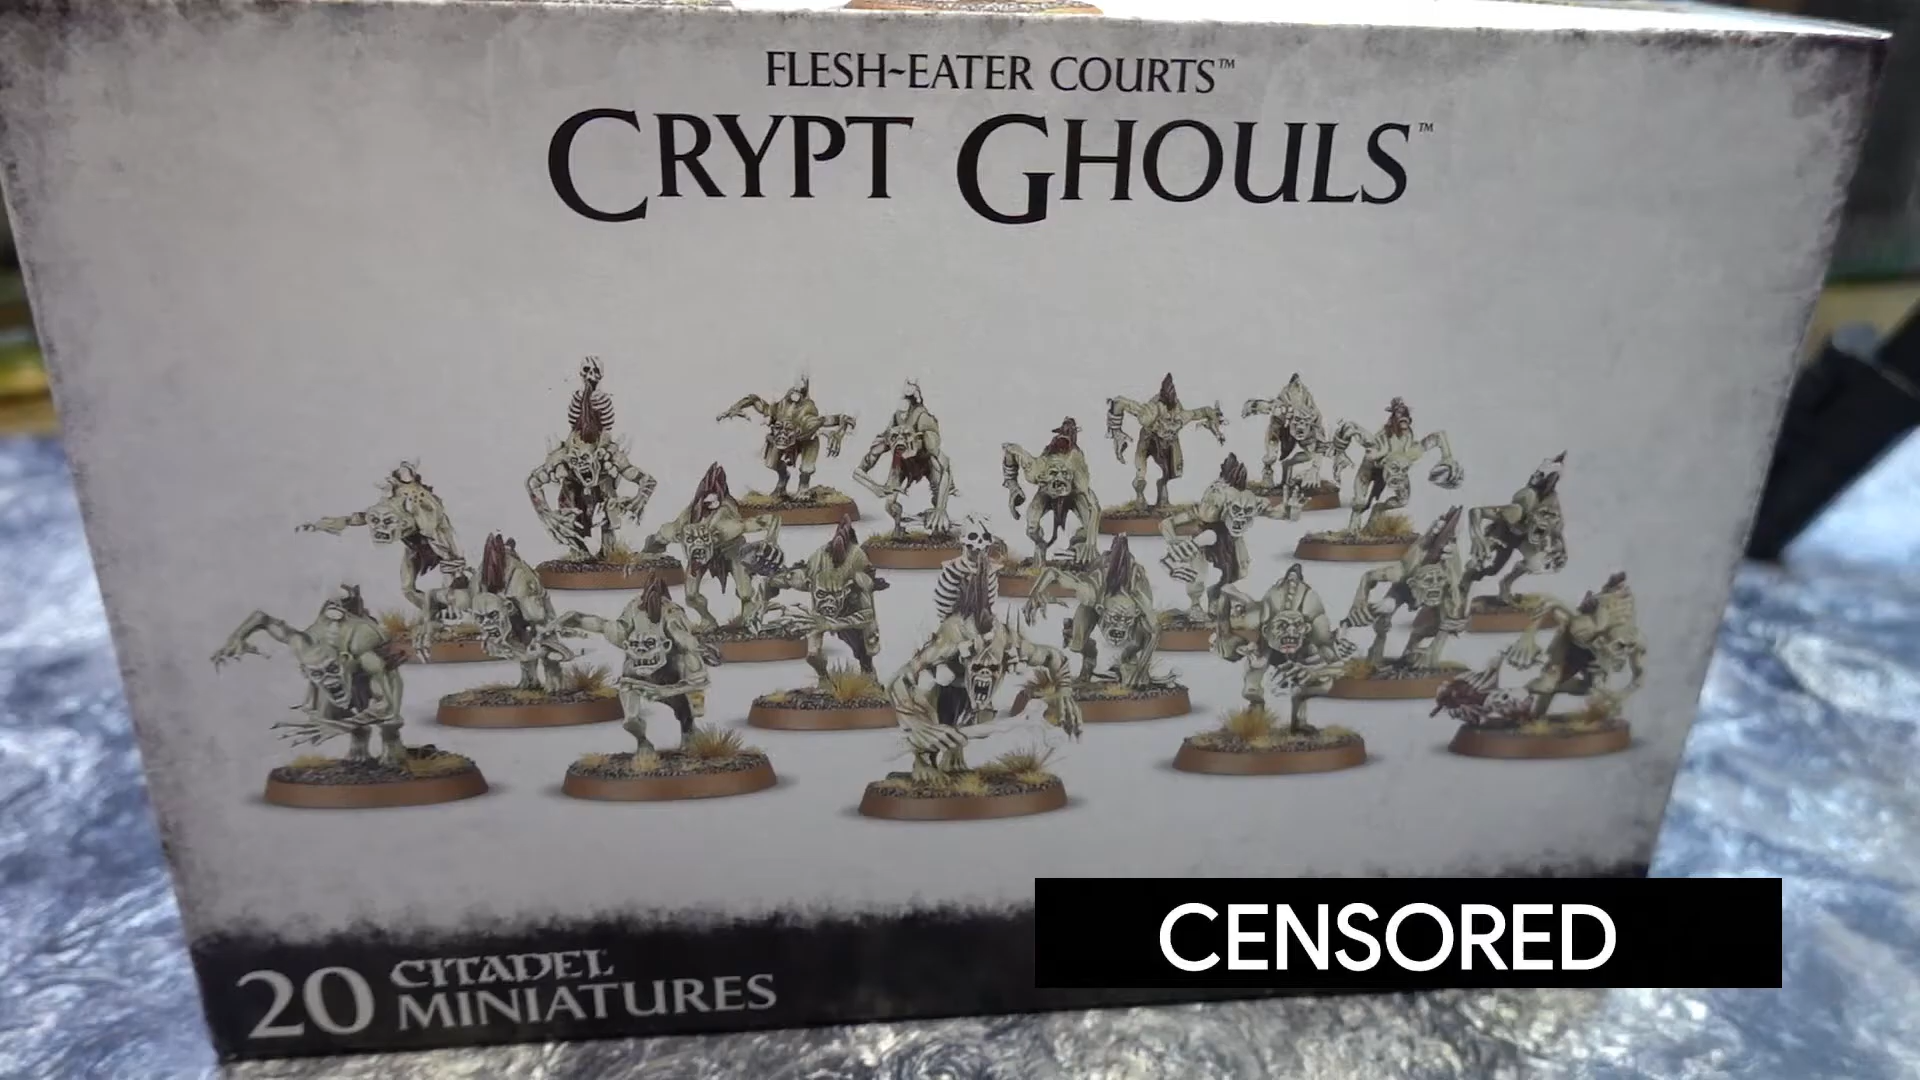 FLESH~EATER COURTS™
CRYPT GHOULS™
20 CITADEL
MINIATURES
CENSORED